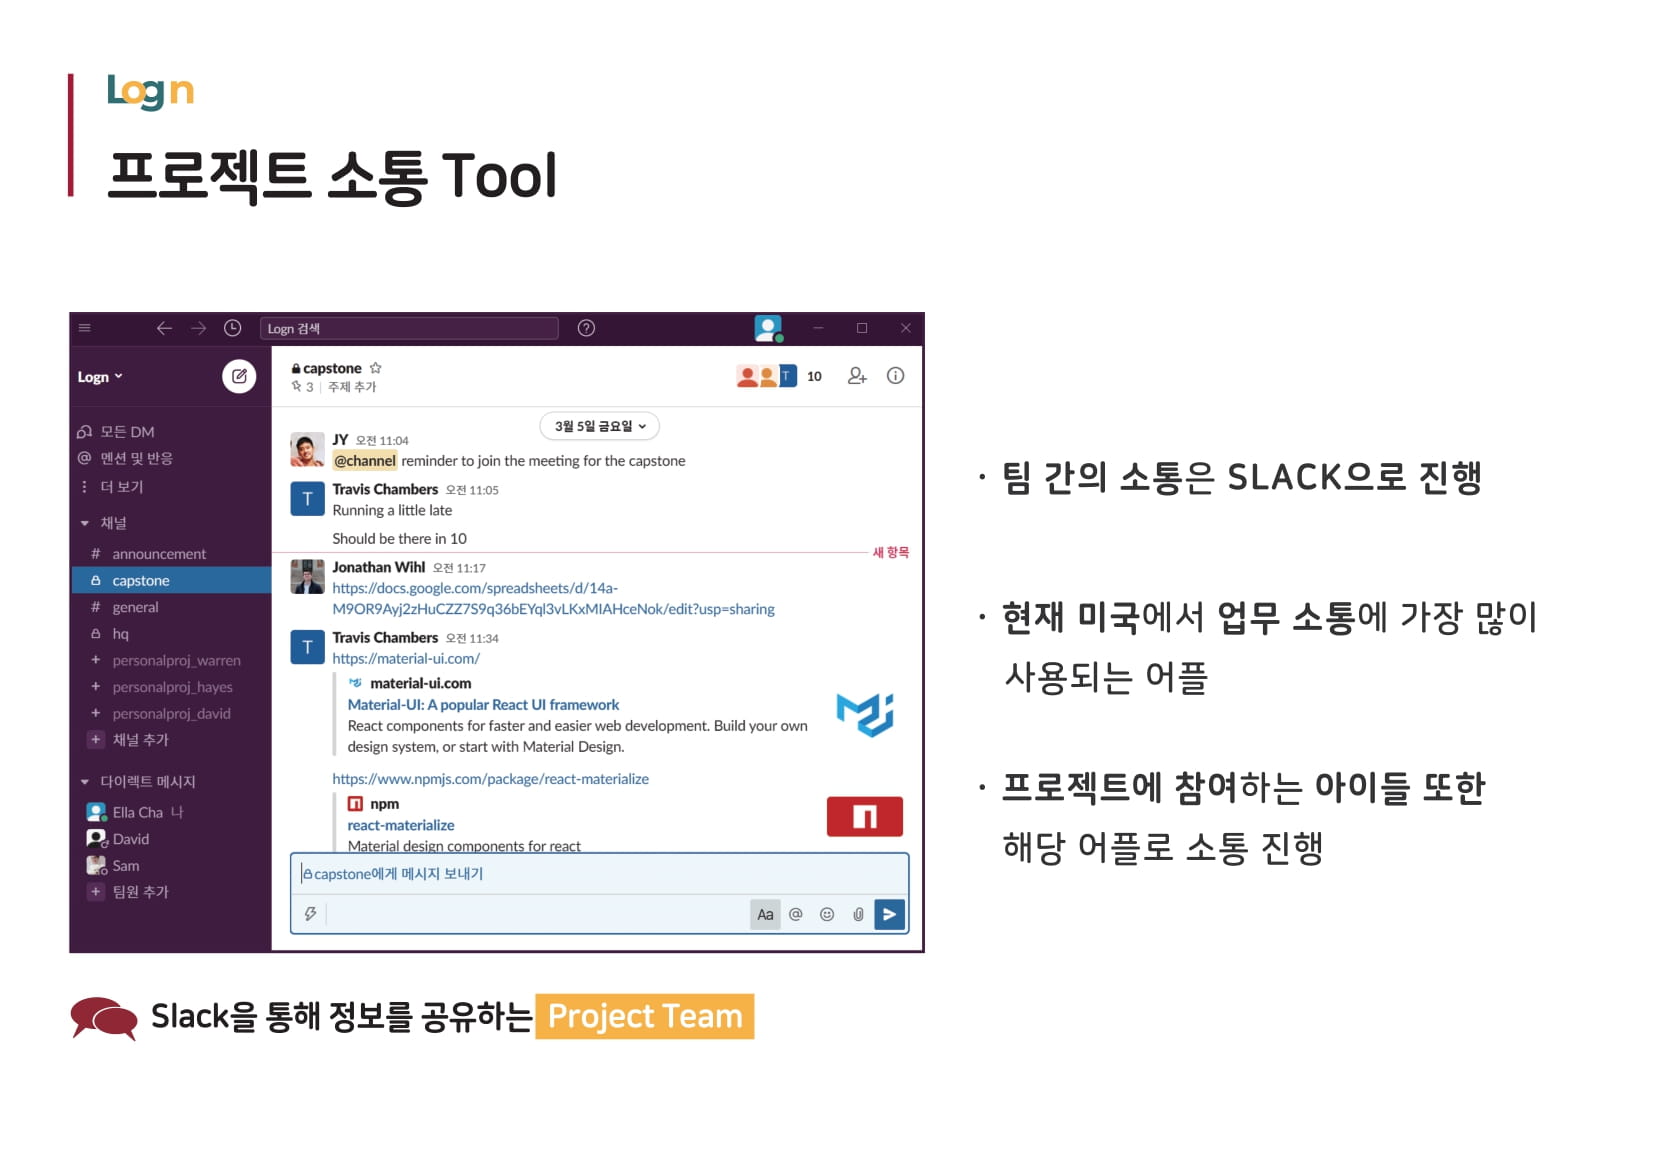 Logn
프로젝트 소통 Tool
Logn 검색
Logn
모든 DM
@ 멘션 및 반응
더 보기
채널
# announcement
capstone
# general
hq
+ personalproj_warren
+ personalproj_hayes
+ personalproj_david
+ 채널 추가
다이렉트 메시지
Ella Cha 나
David
Sam
+ 팀원 추가
capstone
3 | 주제 추가
T 10
3월 5일 금요일
JY 오전 11:04
@channel reminder to join the meeting for the capstone
T Travis Chambers 오전 11:05
Running a little late
Should be there in 10
새 항목
Jonathan Wihl 오전 11:17
https://docs.google.com/spreadsheets/d/14a-
M9OR9Ayj2zHuCZZ7S9q36bEYql3vLKxMIAHceNok/edit?usp=sharing
T Travis Chambers 오전 11:34
https://material-ui.com/
material-ui.com
Material-UI: A popular React UI framework
React components for faster and easier web development. Build your own
design system, or start with Material Design.
https://www.npmjs.com/package/react-materialize
npm
react-materialize
Material design components for react
capstone에게 메시지 보내기
Aa @
· 팀 간의 소통은 SLACK으로 진행
· 현재 미국에서 업무 소통에 가장 많이
사용되는 어플
· 프로젝트에 참여하는 아이들 또한
해당 어플로 소통 진행
Slack을 통해 정보를 공유하는 Project Team